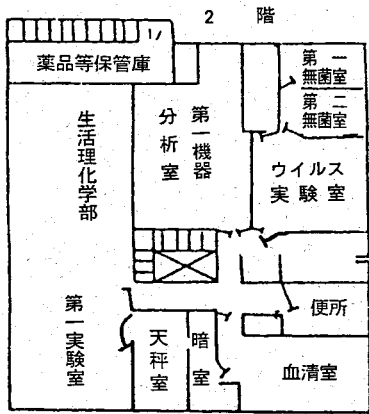 2 階
薬品等保管庫
第一
無菌室
第二
無菌室
第一機器
分析室
生活理化学部
ウイルス
実験室
第一実験室
便所
天秤室
暗室
血清室